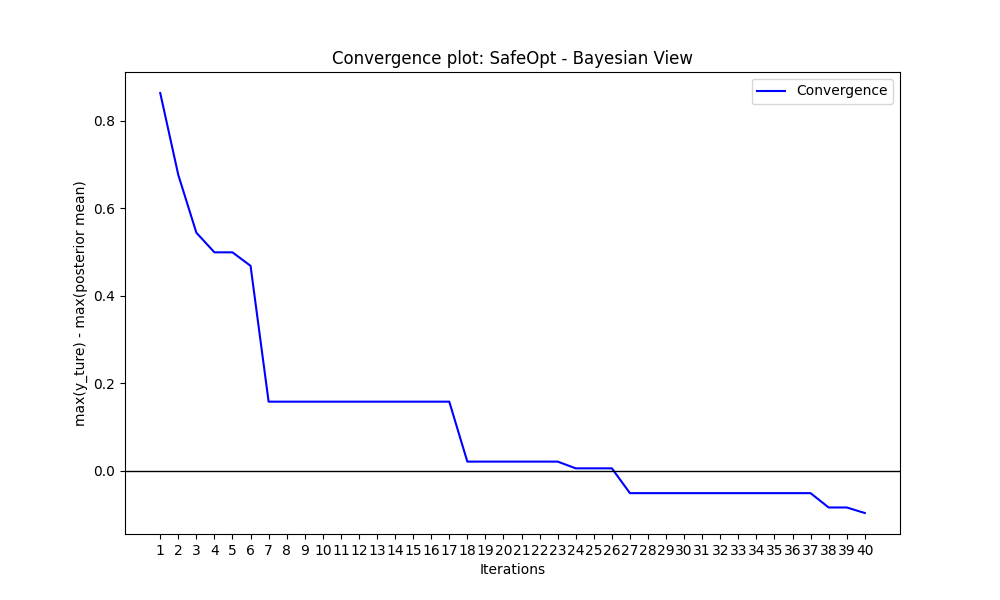 Convergence plot: SafeOpt - Bayesian View
Convergence
max(y_ture) - max(posterior mean)
0.8
0.6
0.4
0.2
0.0
1 2 3 4 5 6 7 8 9 10 11 12 13 14 15 16 17 18 19 20 21 22 23 24 25 26 27 28 29 30 31 32 33 34 35 36 37 38 39 40
Iterations